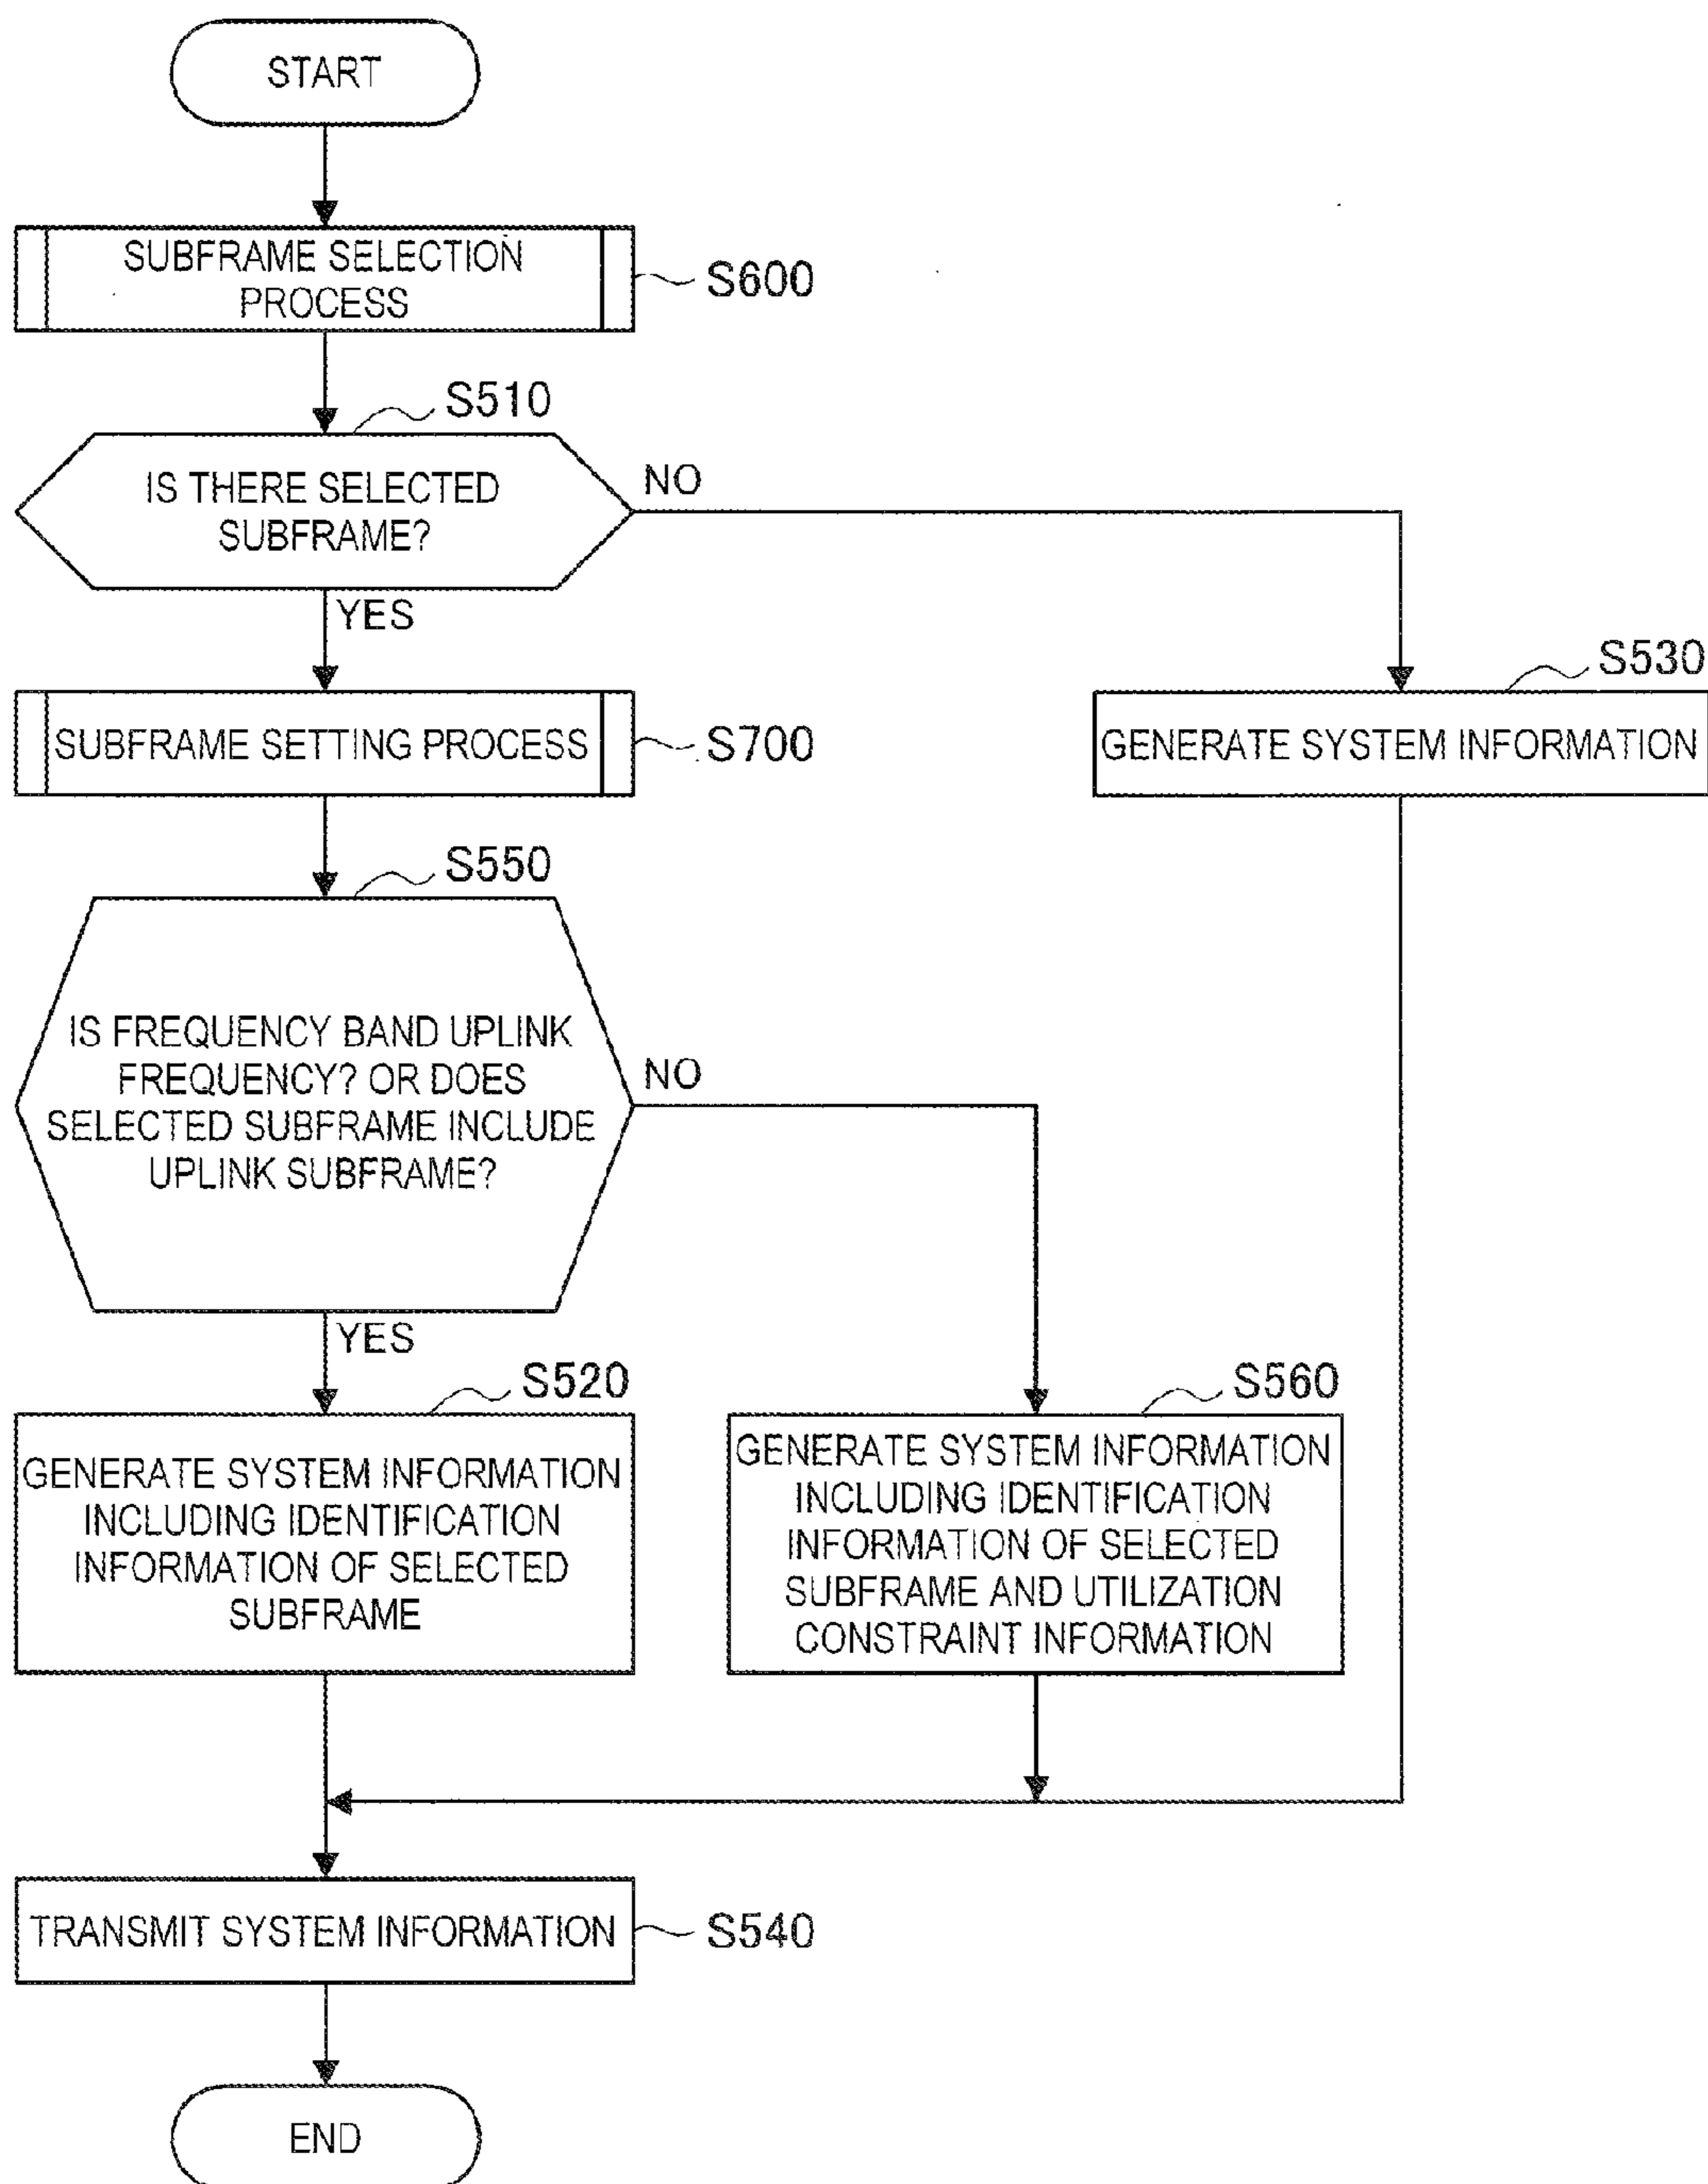 START
SUBFRAME SELECTION
PROCESS
S600
S510
IS THERE SELECTED
SUBFRAME?
NO
YES
S530
SUBFRAME SETTING PROCESS
S700
GENERATE SYSTEM INFORMATION
S550
IS FREQUENCY BAND UPLINK
FREQUENCY? OR DOES
SELECTED SUBFRAME INCLUDE
UPLINK SUBFRAME?
NO
YES
S520
S560
GENERATE SYSTEM INFORMATION
INCLUDING IDENTIFICATION
INFORMATION OF SELECTED
SUBFRAME
GENERATE SYSTEM INFORMATION
INCLUDING IDENTIFICATION
INFORMATION OF SELECTED
SUBFRAME AND UTILIZATION
CONSTRAINT INFORMATION
TRANSMIT SYSTEM INFORMATION
S540
END